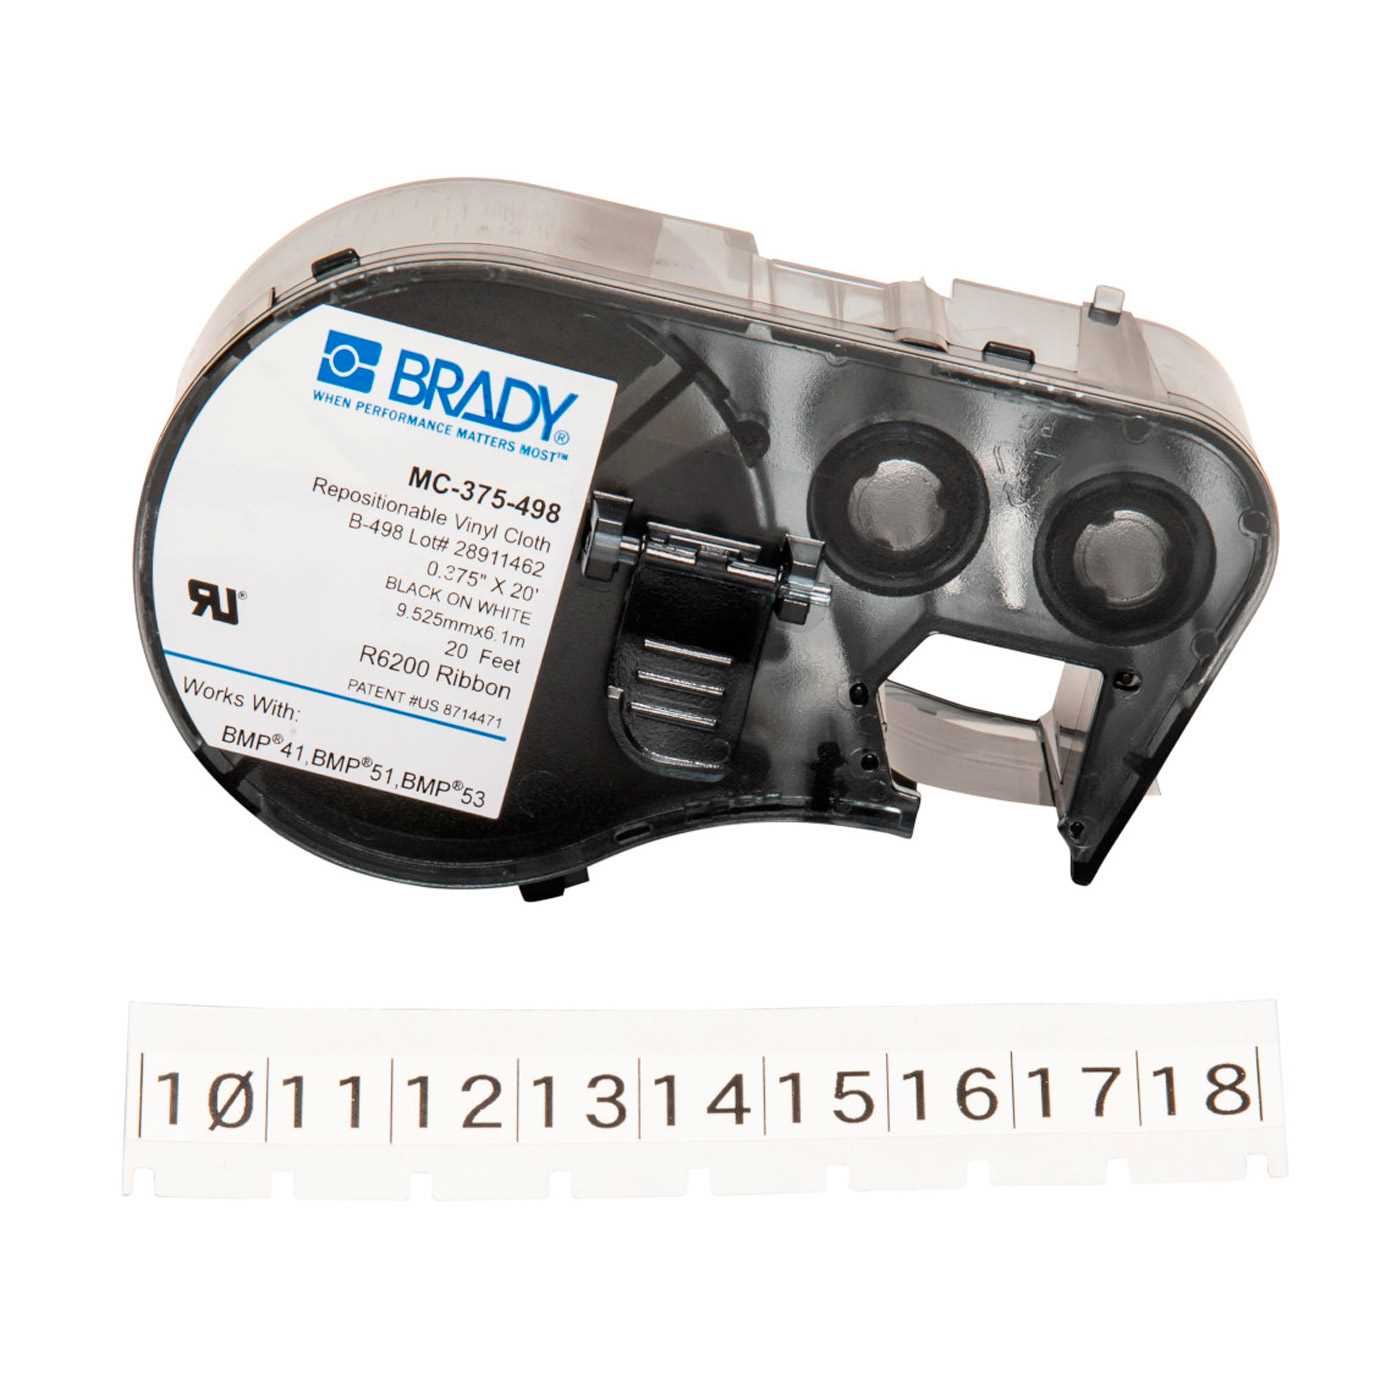 BRADY®
WHEN PERFORMANCE MATTERS MOST™
MC-375-498
Repositionable Vinyl Cloth
B-498 Lot# 28911462
0.375" X 20'
BLACK ON WHITE
9.525mmx6.1m
20 Feet
R6200 Ribbon
PATENT #US 8714471
Works With:
BMP®41,BMP®51,BMP®53
1Ø 11 12 13 14 15 16 17 18